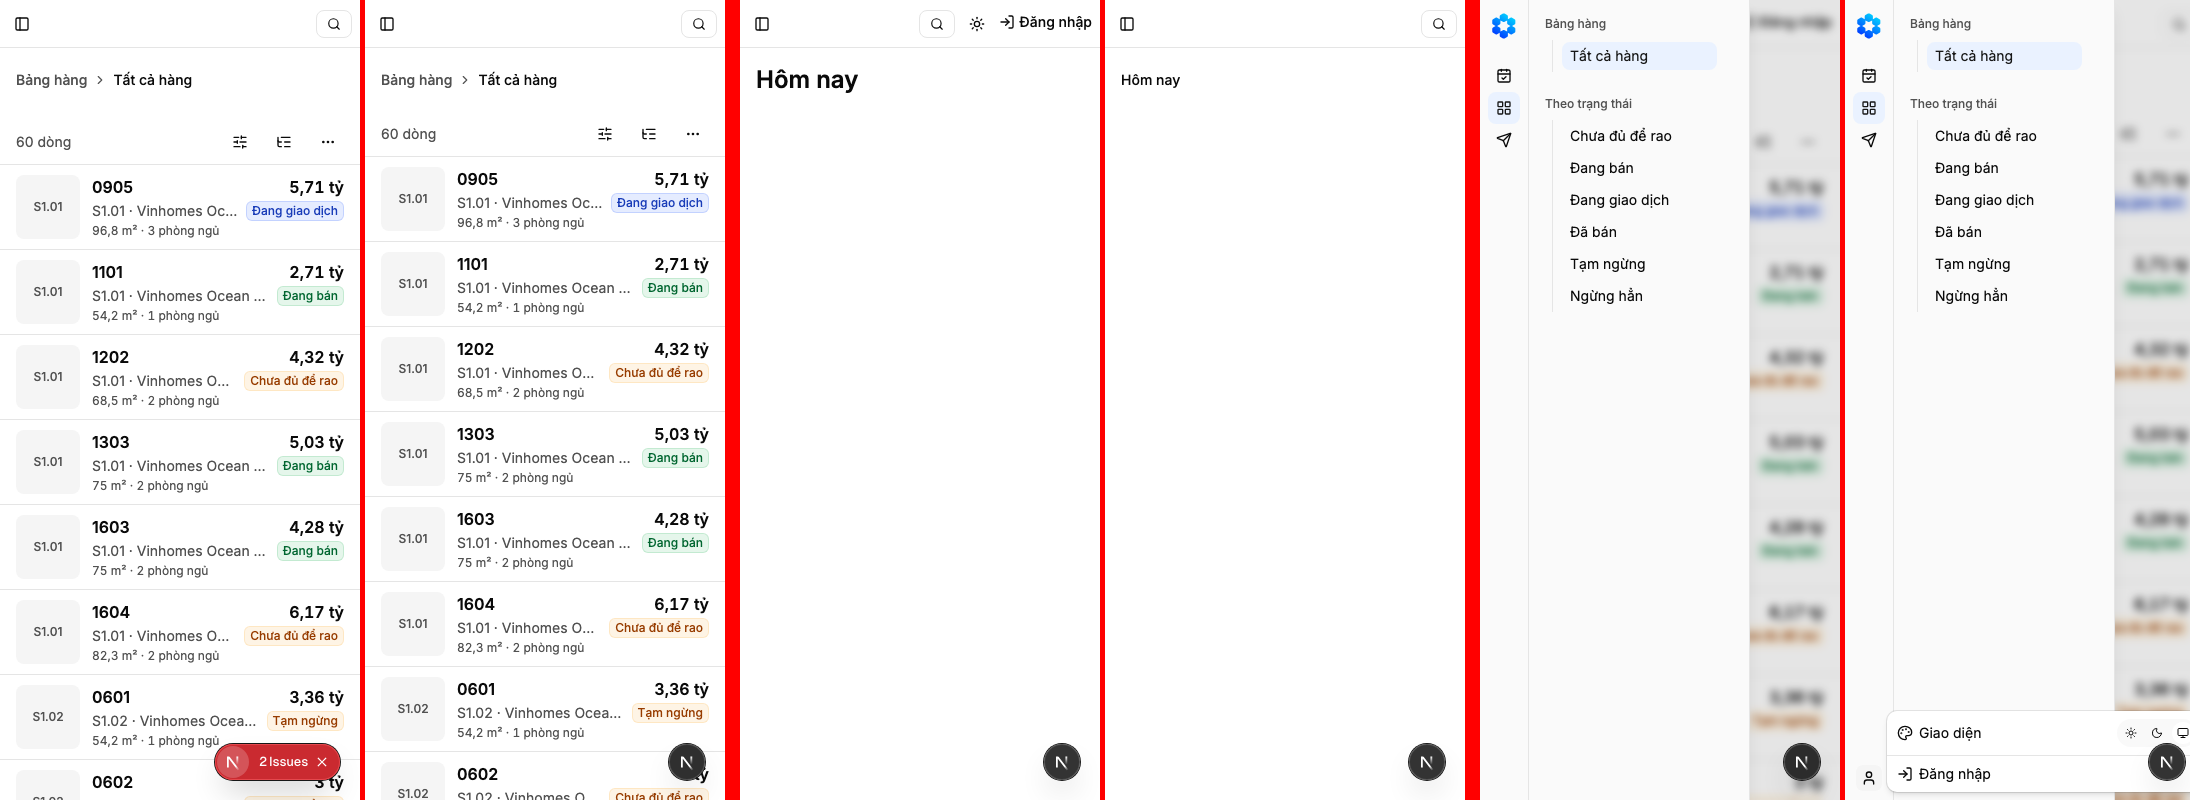 Bảng hàng > Tất cả hàng
60 dòng
S1.01
0905
5,71 tỷ
S1.01 · Vinhomes Oc...
Đang giao dịch
96,8 m² · 3 phòng ngủ
S1.01
1101
2,71 tỷ
S1.01 · Vinhomes Ocean ...
Đang bán
54,2 m² · 1 phòng ngủ
S1.01
1202
4,32 tỷ
S1.01 · Vinhomes O...
Chưa đủ để rao
68,5 m² · 2 phòng ngủ
S1.01
1303
5,03 tỷ
S1.01 · Vinhomes Ocean ...
Đang bán
75 m² · 2 phòng ngủ
S1.01
1603
4,28 tỷ
S1.01 · Vinhomes Ocean ...
Đang bán
75 m² · 2 phòng ngủ
S1.01
1604
6,17 tỷ
S1.01 · Vinhomes O...
Chưa đủ để rao
82,3 m² · 2 phòng ngủ
S1.02
0601
3,36 tỷ
S1.02 · Vinhomes Ocea...
Tạm ngừng
54,2 m² · 1 phòng ngủ
N 2 Issues
0602
3 tỷ
Bảng hàng > Tất cả hàng
60 dòng
S1.01
0905
5,71 tỷ
S1.01 · Vinhomes Oc...
Đang giao dịch
96,8 m² · 3 phòng ngủ
S1.01
1101
2,71 tỷ
S1.01 · Vinhomes Ocean ...
Đang bán
54,2 m² · 1 phòng ngủ
S1.01
1202
4,32 tỷ
S1.01 · Vinhomes O...
Chưa đủ để rao
68,5 m² · 2 phòng ngủ
S1.01
1303
5,03 tỷ
S1.01 · Vinhomes Ocean ...
Đang bán
75 m² · 2 phòng ngủ
S1.01
1603
4,28 tỷ
S1.01 · Vinhomes Ocean ...
Đang bán
75 m² · 2 phòng ngủ
S1.01
1604
6,17 tỷ
S1.01 · Vinhomes O...
Chưa đủ để rao
82,3 m² · 2 phòng ngủ
S1.02
0601
3,36 tỷ
S1.02 · Vinhomes Ocea...
Tạm ngừng
54,2 m² · 1 phòng ngủ
N
0602
S1.02
S1.02 · Vinhomes O...
Chưa đủ để rao
Đăng nhập
Hôm nay
N
Hôm nay
N
Bảng hàng
Tất cả hàng
Theo trạng thái
Chưa đủ để rao
Đang bán
Đang giao dịch
Đã bán
Tạm ngừng
Ngừng hẳn
N
Bảng hàng
Tất cả hàng
Theo trạng thái
Chưa đủ để rao
Đang bán
Đang giao dịch
Đã bán
Tạm ngừng
Ngừng hẳn
Giao diện
Đăng nhập
N